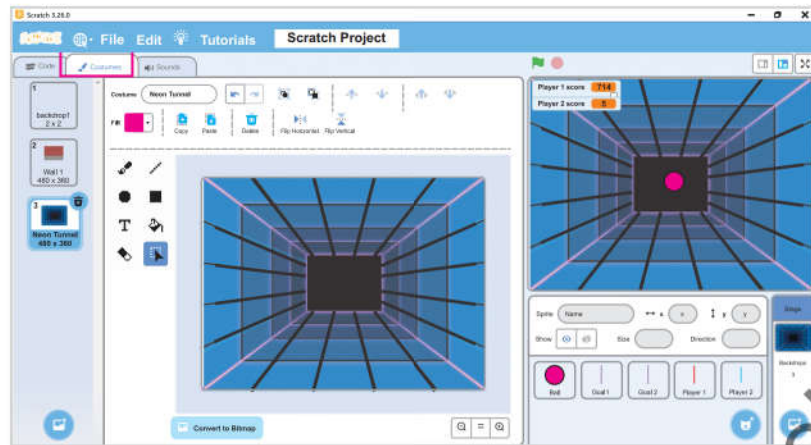 Scratch 3.26.0
File Edit Tutorials Scratch Project
Code Costumes Sounds
1
backdrop1
2 x 2
2
Wall 1
480 x 360
3
Neon Tunnel
480 x 360
Costume Neon Tunnel
Fill Copy Paste Delete Flip Horizontal Flip Vertical
T
Convert to Bitmap
Player 1 score 714
Player 2 score 5
Sprite Name x x y y
Show Size Direction
Ball Goal 1 Goal 2 Player 1 Player 2
Stage
Backdrops
3